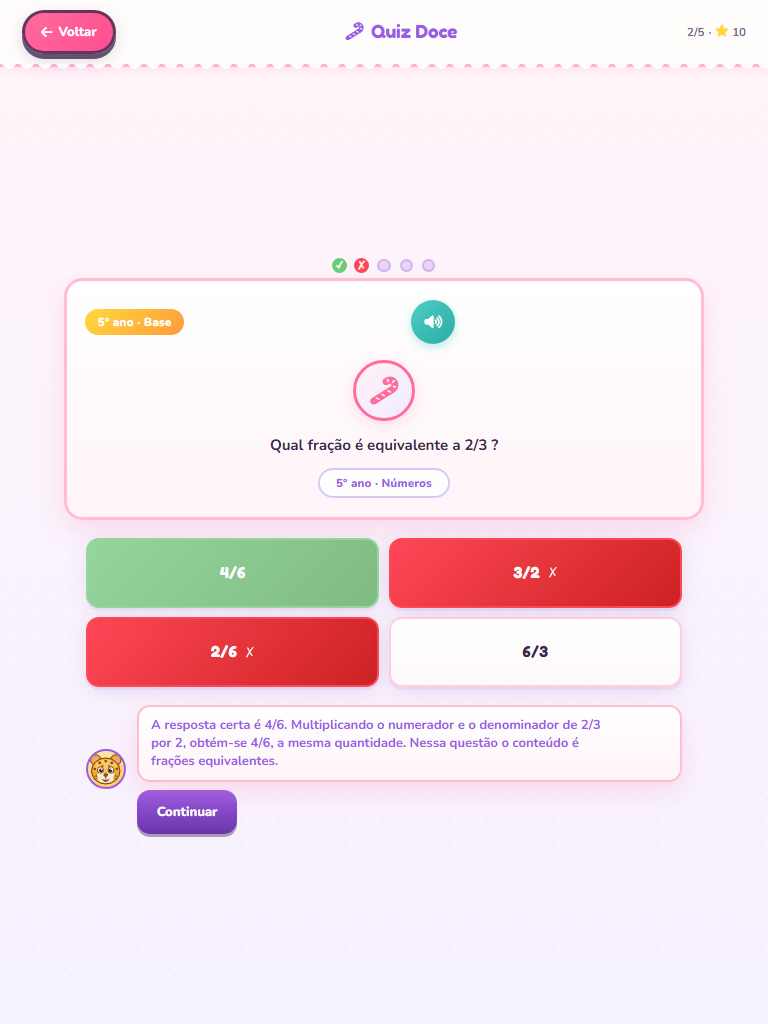 ← Voltar
Quiz Doce
2/5 · ⭐ 10
✓ ✗
5º ano · Base
Qual fração é equivalente a 2/3 ?
5º ano · Números
4/6
3/2 ✗
2/6 ✗
6/3
A resposta certa é 4/6. Multiplicando o numerador e o denominador de 2/3
por 2, obtém-se 4/6, a mesma quantidade. Nessa questão o conteúdo é
frações equivalentes.
Continuar